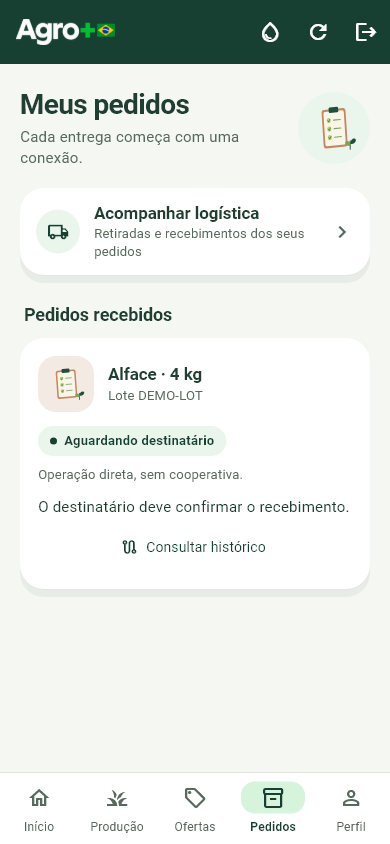 Agro+
Meus pedidos
Cada entrega começa com uma
conexão.
Acompanhar logística
Retiradas e recebimentos dos seus
pedidos
Pedidos recebidos
Alface · 4 kg
Lote DEMO-LOT
Aguardando destinatário
Operação direta, sem cooperativa.
O destinatário deve confirmar o recebimento.
Consultar histórico
Início
Produção
Ofertas
Pedidos
Perfil